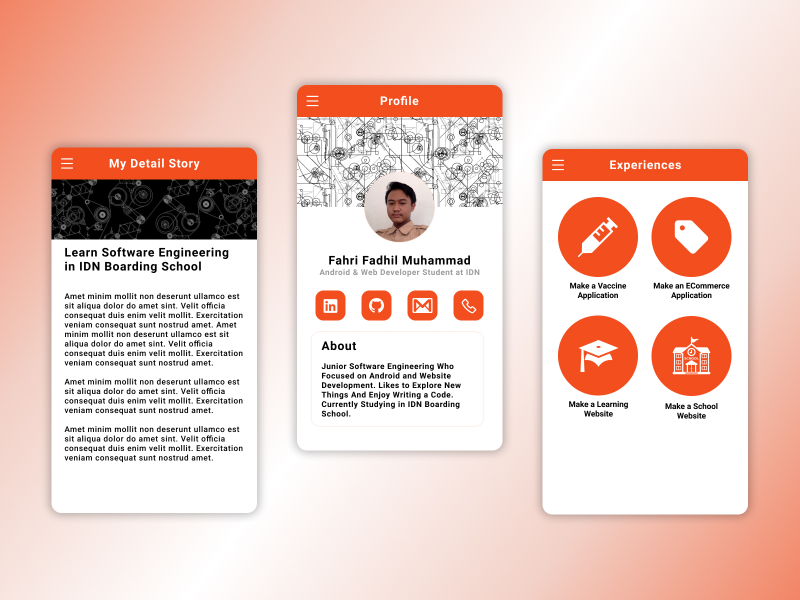 My Detail Story
Learn Software Engineering
in IDN Boarding School
Amet minim mollit non deserunt ullamco est
sit aliqua dolor do amet sint. Velit officia
consequat duis enim velit mollit. Exercitation
veniam consequat sunt nostrud amet. Amet
minim mollit non deserunt ullamco est sit
aliqua dolor do amet sint. Velit officia
consequat duis enim velit mollit. Exercitation
veniam consequat sunt nostrud amet.
Amet minim mollit non deserunt ullamco est
sit aliqua dolor do amet sint. Velit officia
consequat duis enim velit mollit. Exercitation
veniam consequat sunt nostrud amet.
Amet minim mollit non deserunt ullamco est
sit aliqua dolor do amet sint. Velit officia
consequat duis enim velit mollit. Exercitation
veniam consequat sunt nostrud amet.
Profile
Fahri Fadhil Muhammad
Android & Web Developer Student at IDN
in
About
Junior Software Engineering Who
Focused on Android and Website
Development. Likes to Explore New
Things And Enjoy Writing a Code.
Currently Studying in IDN Boarding
School.
Experiences
Make a Vaccine
Application
Make an ECommerce
Application
SCHOOL
Make a Learning
Website
Make a School
Website